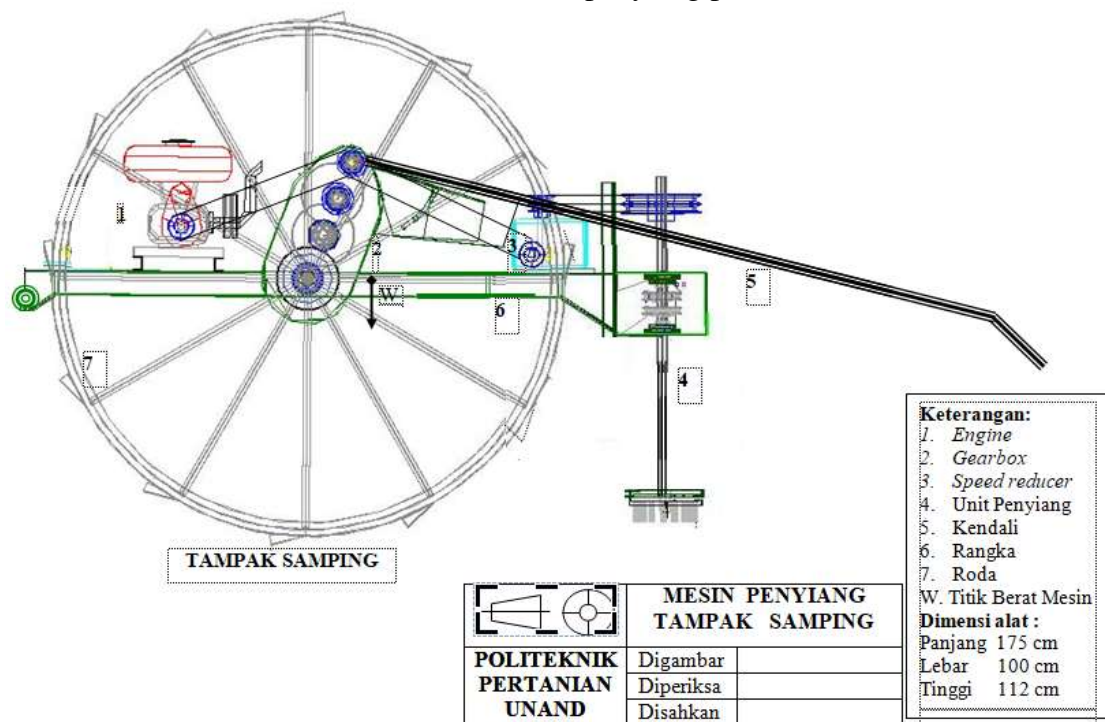 1
2
3
W
6
5
7
4
TAMPAK SAMPING
Keterangan:
1. Engine
2. Gearbox
3. Speed reducer
4. Unit Penyiang
5. Kendali
6. Rangka
7. Roda
W. Titik Berat Mesin
Dimensi alat :
Panjang 175 cm
Lebar 100 cm
Tinggi 112 cm
MESIN PENYIANG
TAMPAK SAMPING
POLITEKNIK
PERTANIAN
UNAND
Digambar
Diperiksa
Disahkan